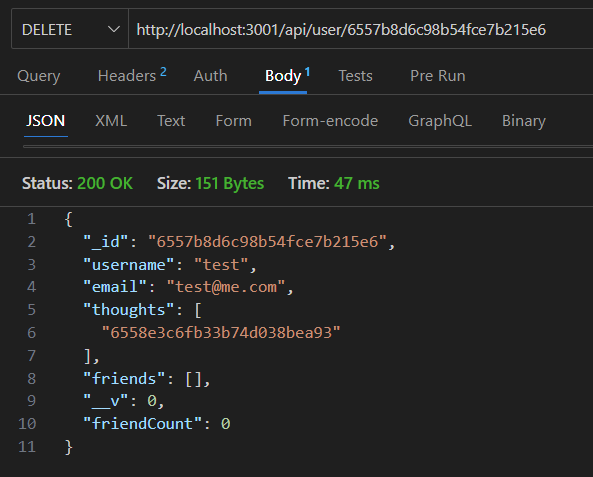 DELETE http://localhost:3001/api/user/6557b8d6c98b54fce7b215e6
Query Headers 2 Auth Body 1 Tests Pre Run
JSON XML Text Form Form-encode GraphQL Binary
Status: 200 OK Size: 151 Bytes Time: 47 ms
1 {
2 "_id": "6557b8d6c98b54fce7b215e6",
3 "username": "test",
4 "email": "test@me.com",
5 "thoughts": [
6 "6558e3c6fb33b74d038bea93"
7 ],
8 "friends": [],
9 "__v": 0,
10 "friendCount": 0
11 }